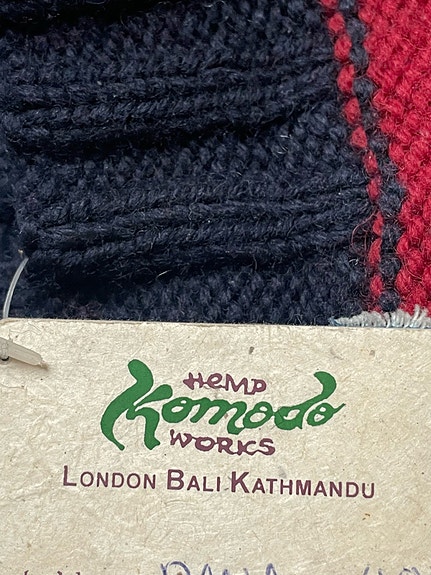 HEMP
Komodo
WORKS
LONDON BALI KATHMANDU